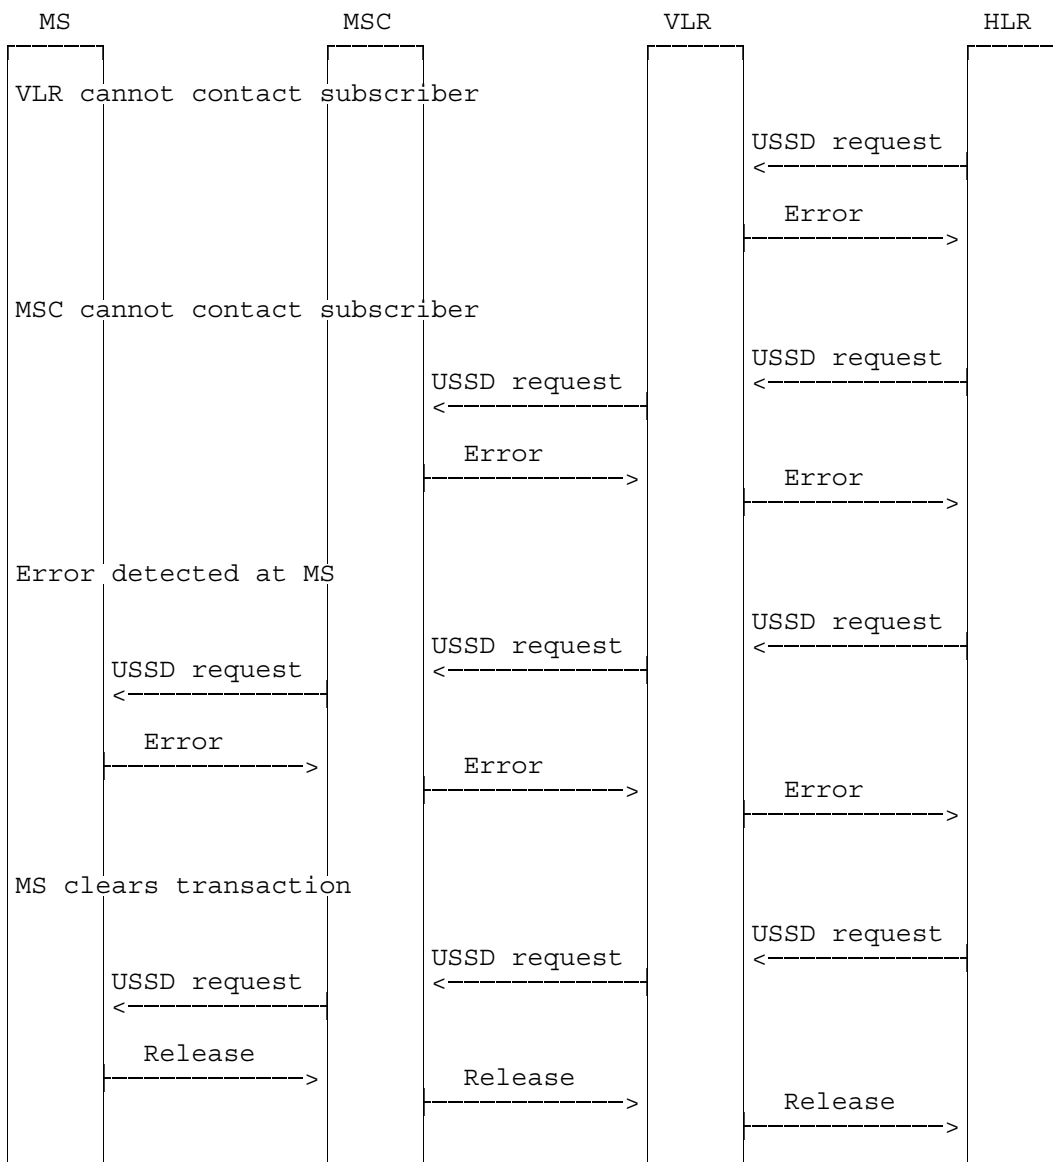 MS MSC VLR HLR
VLR cannot contact subscriber
USSD request
Error
MSC cannot contact subscriber
USSD request
USSD request
Error
Error
Error detected at MS
USSD request
USSD request
USSD request
Error
Error
Error
MS clears transaction
USSD request
USSD request
USSD request
Release
Release
Release